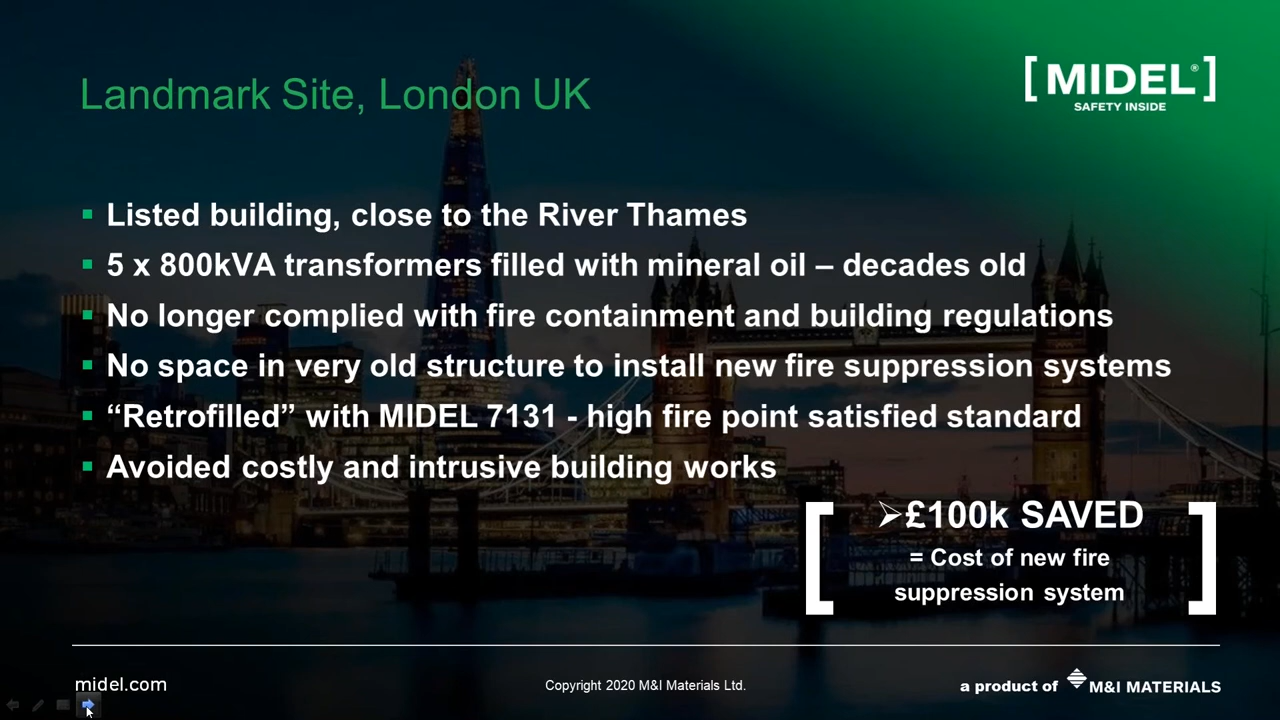 Landmark Site, London UK
[MIDEL®]
SAFETY INSIDE
Listed building, close to the River Thames
5 x 800kVA transformers filled with mineral oil – decades old
No longer complied with fire containment and building regulations
No space in very old structure to install new fire suppression systems
“Retrofilled” with MIDEL 7131 - high fire point satisfied standard
Avoided costly and intrusive building works
➢£100k SAVED
= Cost of new fire
suppression system
midel.com
Copyright 2020 M&I Materials Ltd.
a product of M&I MATERIALS